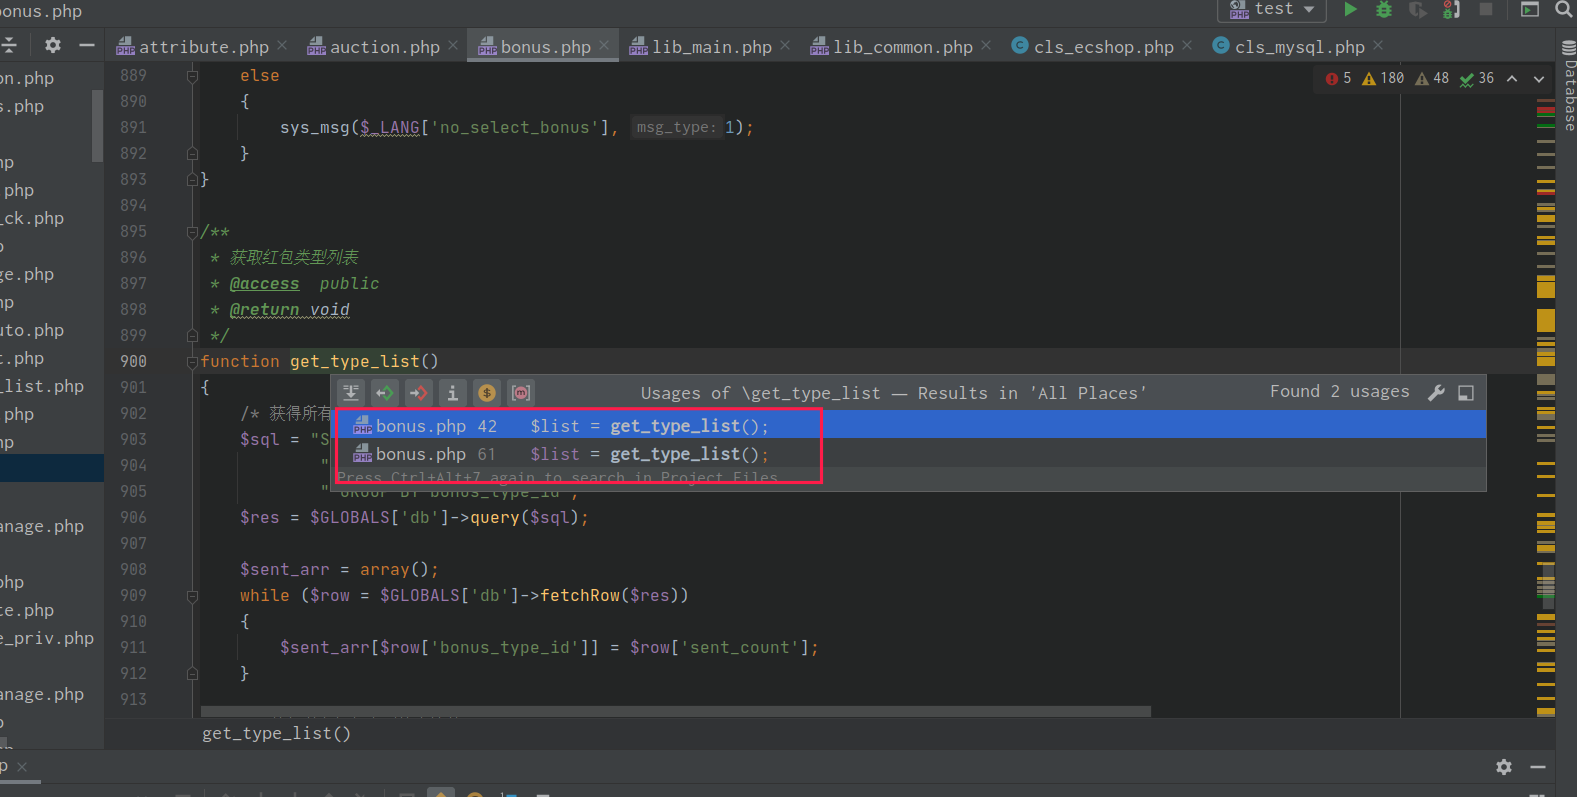 bonus.php
test
attribute.php auction.php bonus.php lib_main.php lib_common.php cls_ecshop.php cls_mysql.php
Database
5 180 48 36
on.php
s.php
hp
.php
_ck.php
ge.php
hp
uto.php
t.php
_list.php
.php
hp
anage.php
php
te.php
e_priv.php
anage.php
889 else
890 {
891 sys_msg($_LANG['no_select_bonus'], msg_type: 1);
892 }
893 }
894
895 /**
896 * 获取红包类型列表
897 * @access public
898 * @return void
899 */
900 function get_type_list()
901 {
Usages of \get_type_list — Results in 'All Places' Found 2 usages
902 /* 获得所有
bonus.php 42 $list = get_type_list();
903 $sql = "S
bonus.php 61 $list = get_type_list();
904 "
Press Ctrl+Alt+7 again to search in Project Files
905 " GROUP BY bonus_type_id";
906 $res = $GLOBALS['db']->query($sql);
907
908 $sent_arr = array();
909 while ($row = $GLOBALS['db']->fetchRow($res))
910 {
911 $sent_arr[$row['bonus_type_id']] = $row['sent_count'];
912 }
913
get_type_list()
p